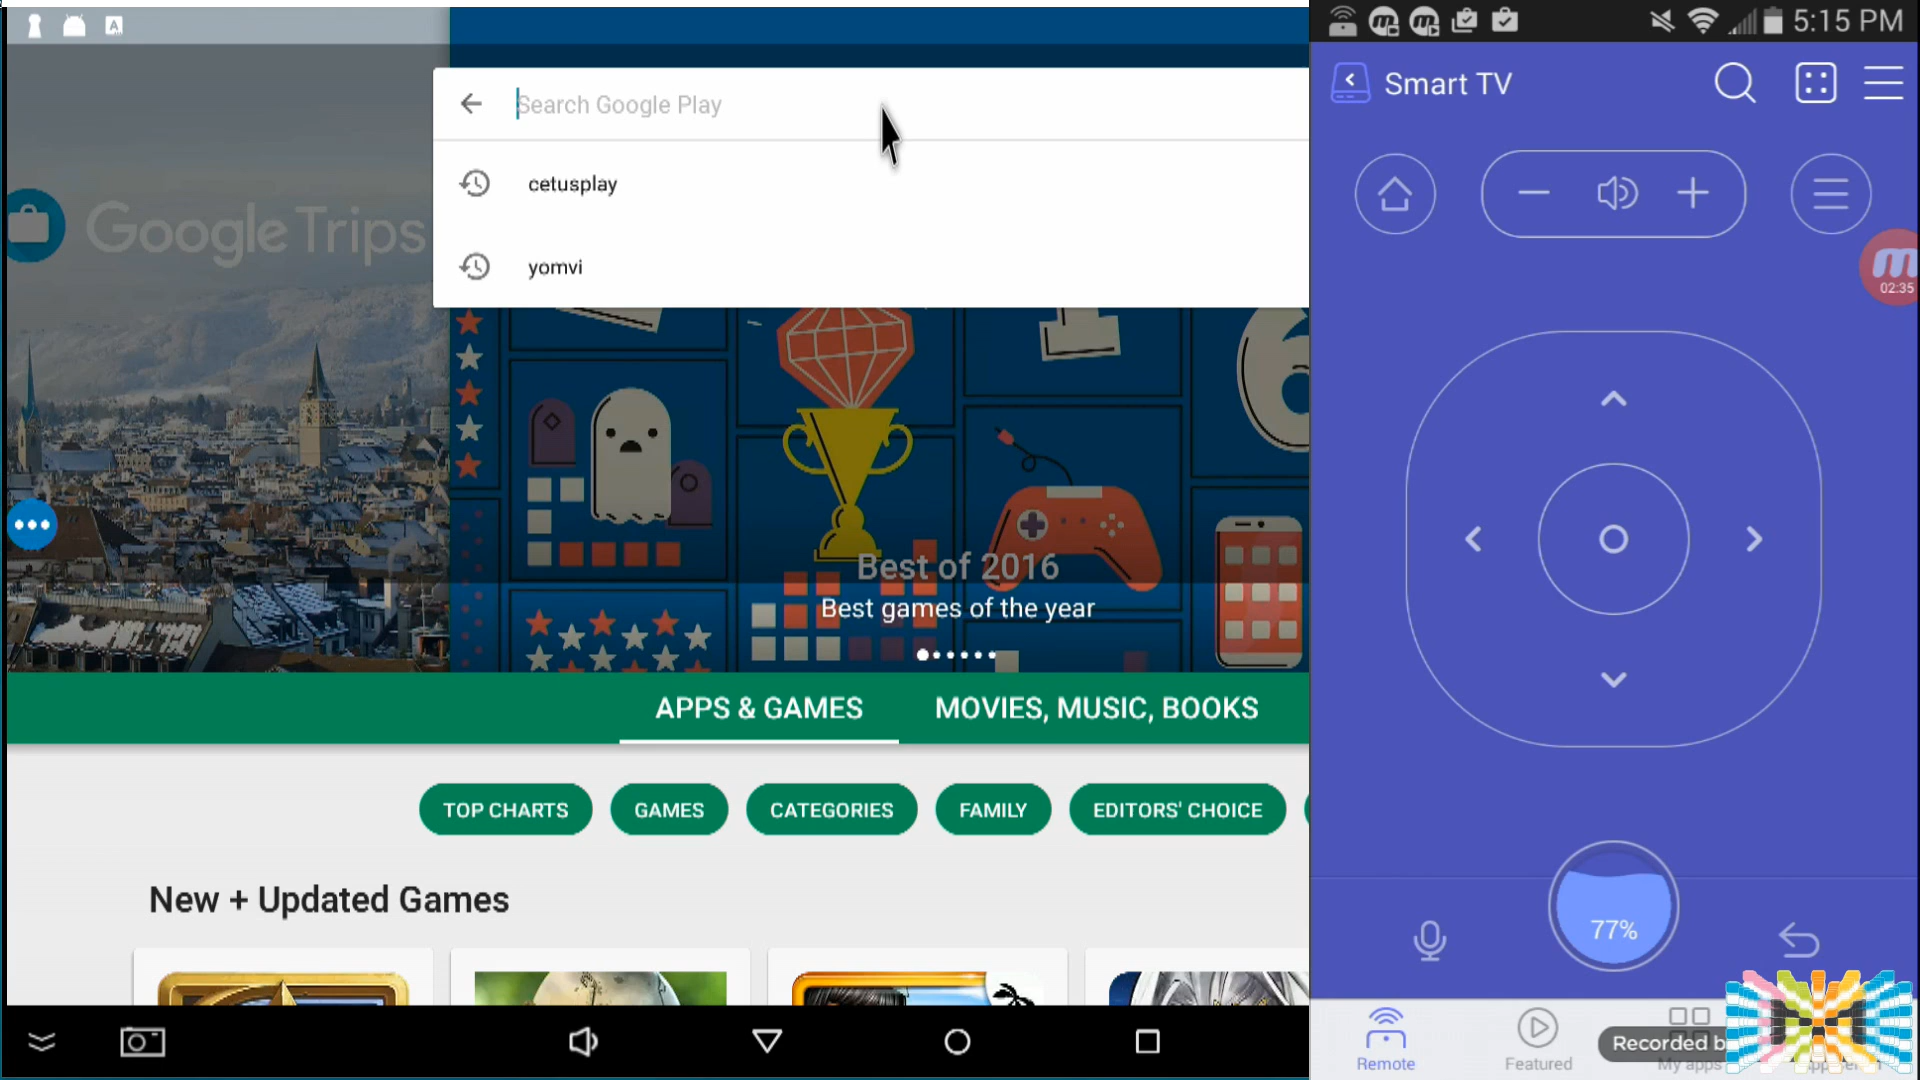 Search Google Play
cetusplay
yomvi
Google Trips
Best of 2016
Best games of the year
APPS & GAMES
MOVIES, MUSIC, BOOKS
TOP CHARTS
GAMES
CATEGORIES
FAMILY
EDITORS' CHOICE
New + Updated Games
5:15 PM
Smart TV
02:35
77%
Remote
Featured
My apps
Recorded b